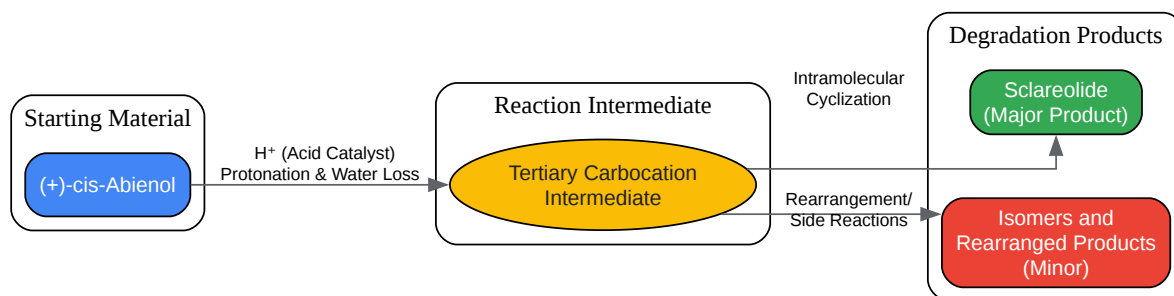 Starting Material
(+)-cis-Abienol
H⁺ (Acid Catalyst)
Protonation & Water Loss
Reaction Intermediate
Tertiary Carbocation
Intermediate
Intramolecular
Cyclization
Rearrangement/
Side Reactions
Degradation Products
Sclareolide
(Major Product)
Isomers and
Rearranged Products
(Minor)